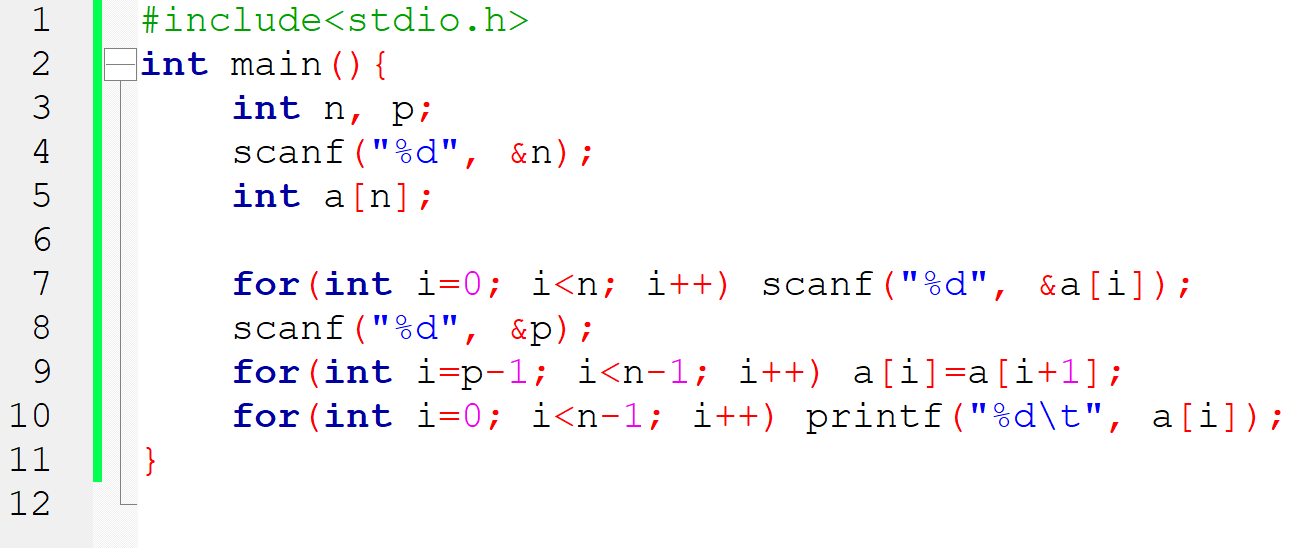 1 #include<stdio.h>
2 int main(){
3     int n, p;
4     scanf("%d", &n);
5     int a[n];
6
7     for(int i=0; i<n; i++) scanf("%d", &a[i]);
8     scanf("%d", &p);
9     for(int i=p-1; i<n-1; i++) a[i]=a[i+1];
10     for(int i=0; i<n-1; i++) printf("%d\t", a[i]);
11 }
12